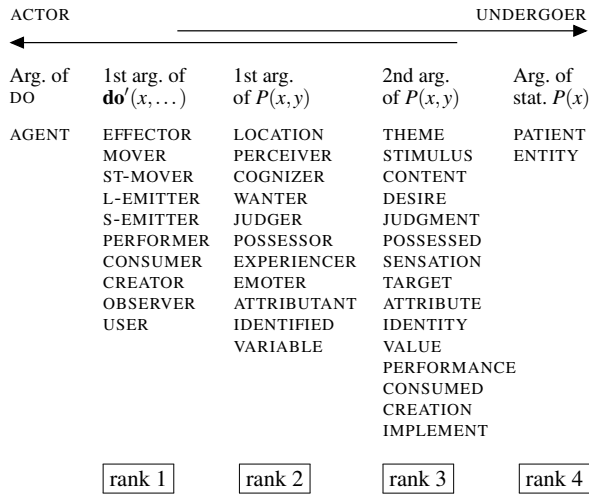 ACTOR UNDERGOER
Arg. of 1st arg. of 1st arg. 2nd arg. Arg. of
DO do′(x,...) of P(x,y) of P(x,y) stat. P(x)
AGENT EFFECTOR LOCATION THEME PATIENT
MOVER PERCEIVER STIMULUS ENTITY
ST-MOVER COGNIZER CONTENT
L-EMITTER WANTER DESIRE
S-EMITTER JUDGER JUDGMENT
PERFORMER POSSESSOR POSSESSED
CONSUMER EXPERIENCER SENSATION
CREATOR EMOTER TARGET
OBSERVER ATTRIBUTANT ATTRIBUTE
USER IDENTIFIED IDENTITY
VARIABLE VALUE
PERFORMANCE
CONSUMED
CREATION
IMPLEMENT
rank 1 rank 2 rank 3 rank 4